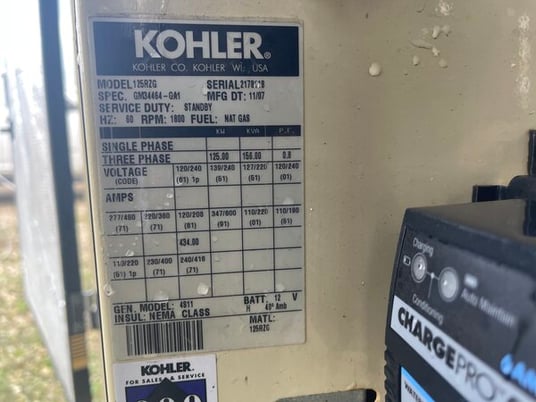 KOHLER®
KOHLER CO. KOHLER WI. USA
MODEL 125RZG SERIAL
SPEC. GM34464-GA1 MFG DT: 11/07
SERVICE DUTY: STANDBY
HZ: 60 RPM: 1800 FUEL: NAT GAS
KW KVA P.F.
SINGLE PHASE
THREE PHASE 125.00 156.00 0.8
VOLTAGE 120/240 139/240 127/220 120/240
(CODE) (61) 1p (61) (61) (01)
AMPS
277/480 220/380 120/208 347/600 110/220 110/190
(71) (71) (61) (91) (01) (61)
434.00
110/220 230/400 240/416
(61) 1p (71) (71)
GEN. MODEL: 4S11 BATT. 12 V
INSUL: NEMA CLASS H 40° Amb
MATL:
125RZG
KOHLER
FOR SALES & SERVICE
Charging
Auto Maintain
Conditioning
CHARGEPRO
6AM